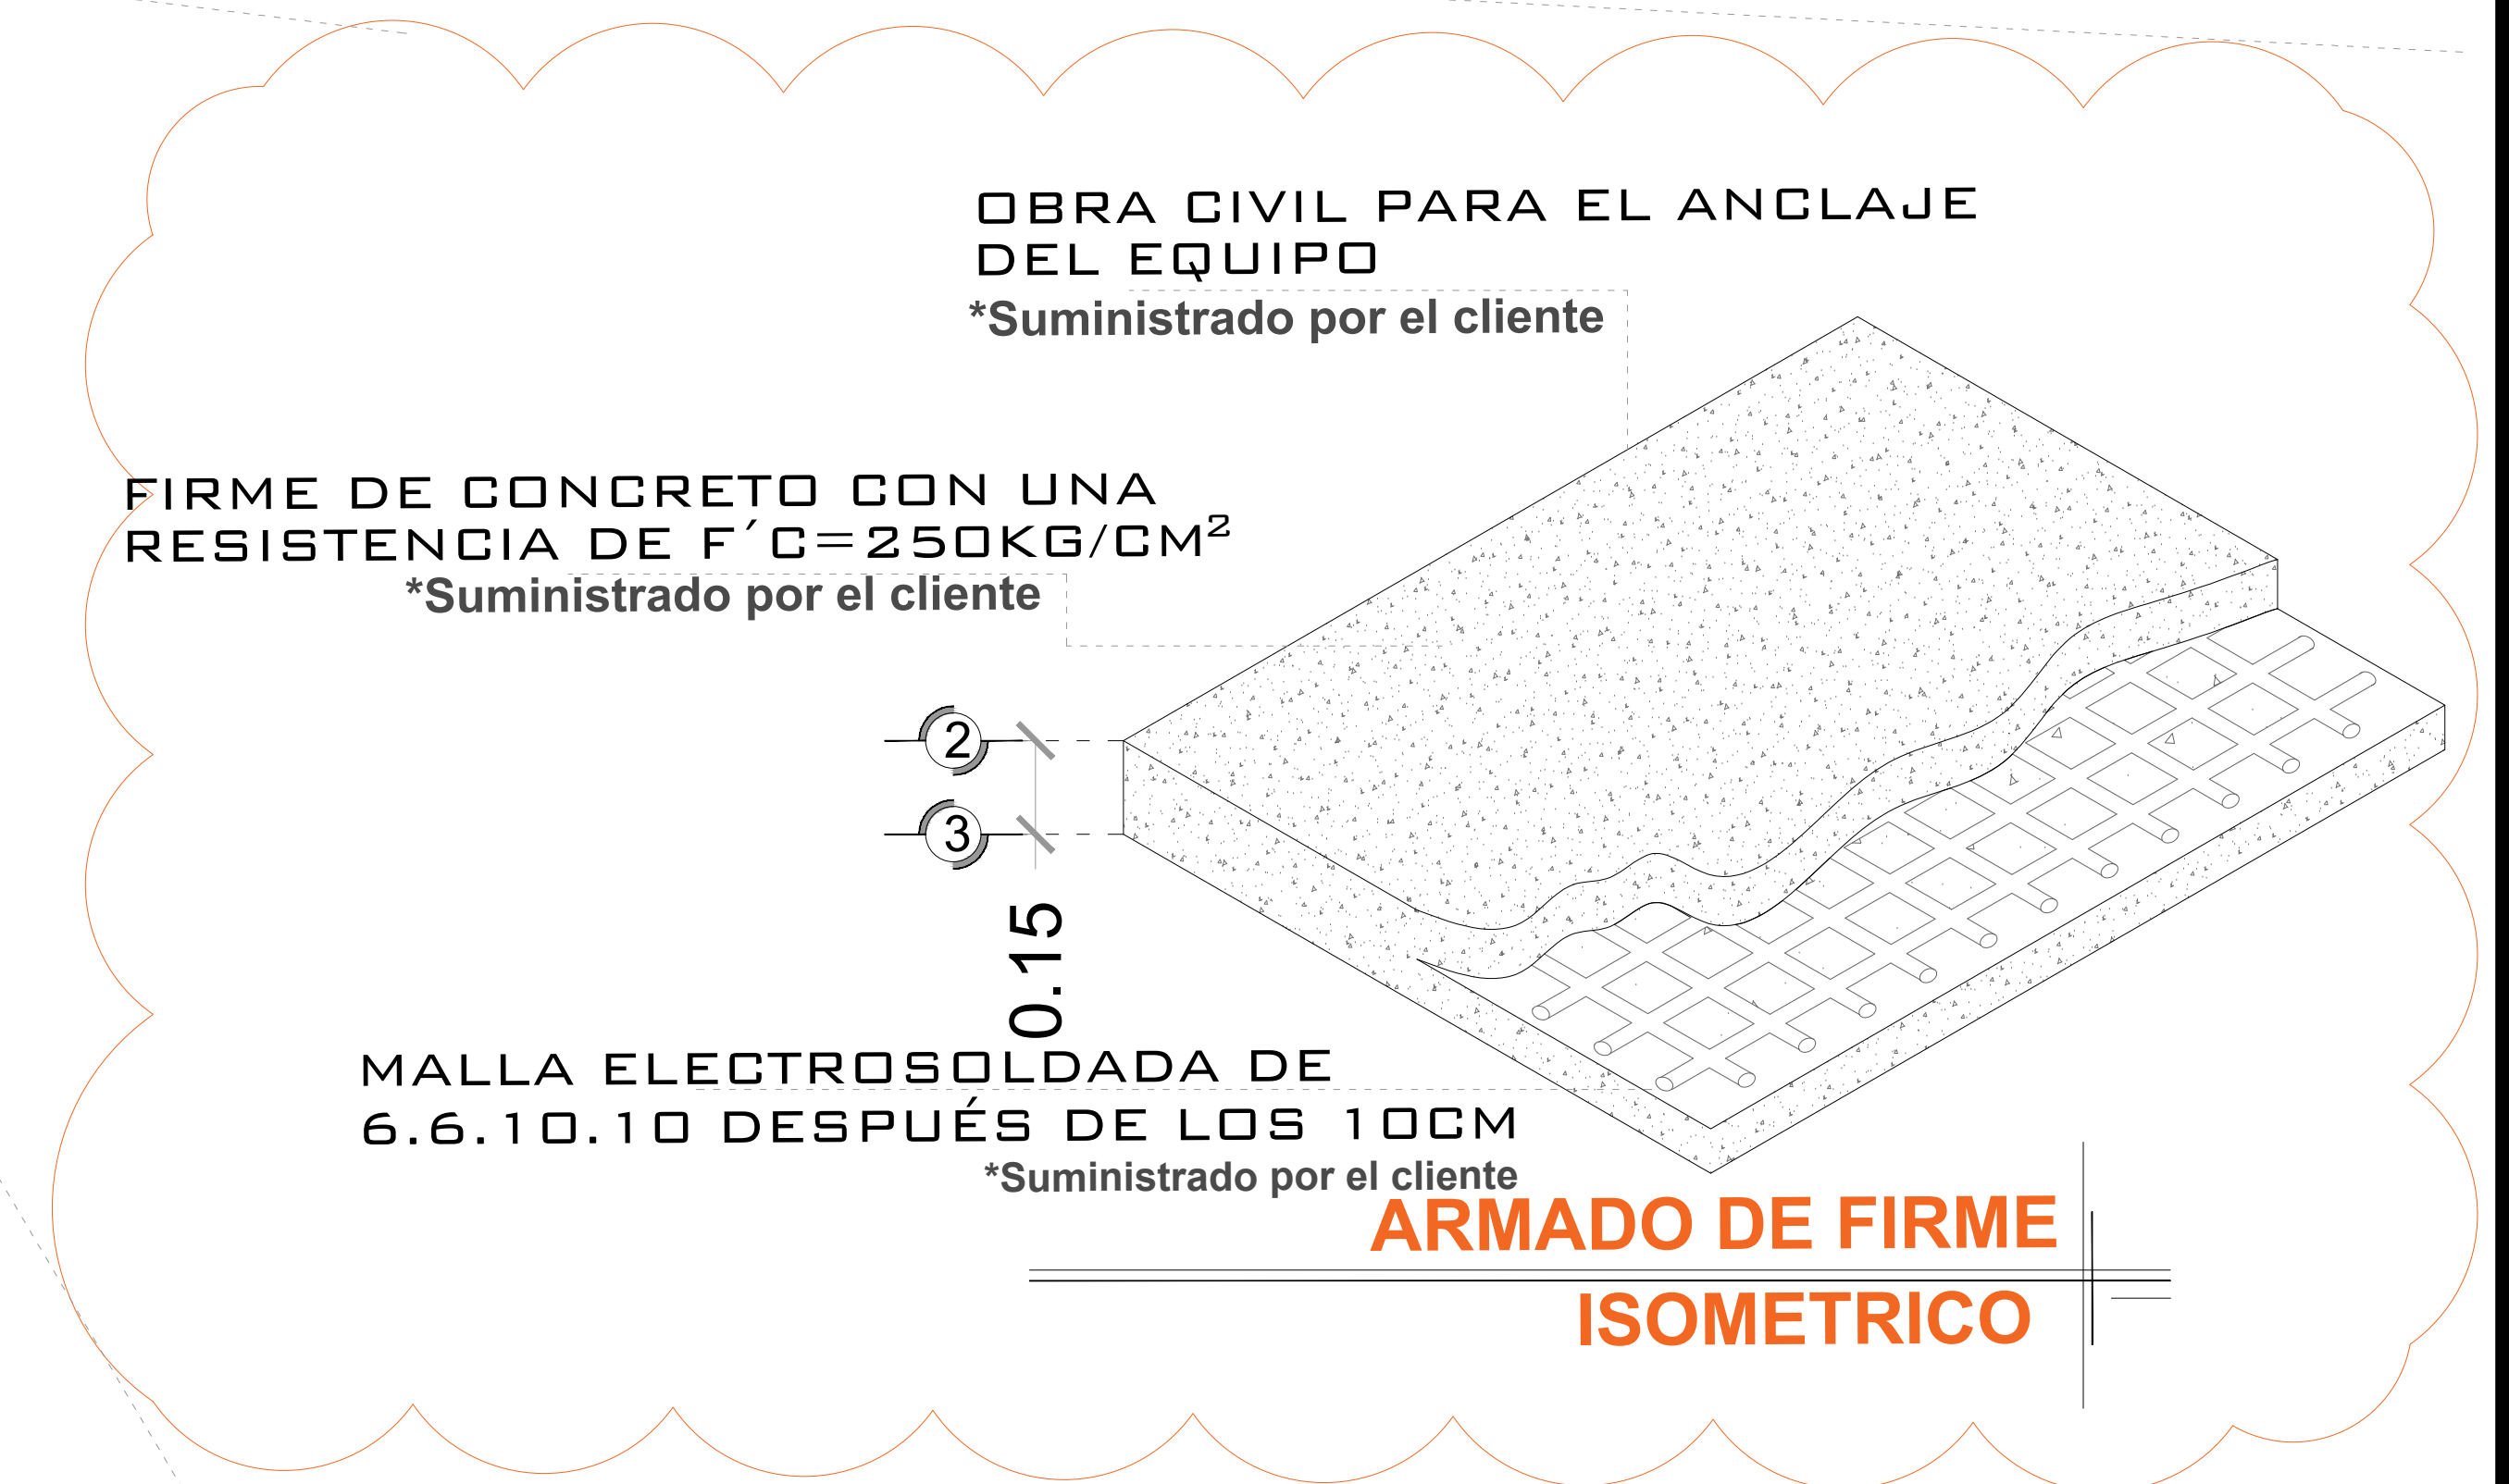 OBRA CIVIL PARA EL ANCLAJE
DEL EQUIPO
*Suministrado por el cliente
FIRME DE CONCRETO CON UNA
RESISTENCIA DE F´C=250KG/CM²
*Suministrado por el cliente
2
3
0.15
MALLA ELECTROSOLDADA DE
6.6.10.10 DESPUÉS DE LOS 10CM
*Suministrado por el cliente
ARMADO DE FIRME
ISOMETRICO